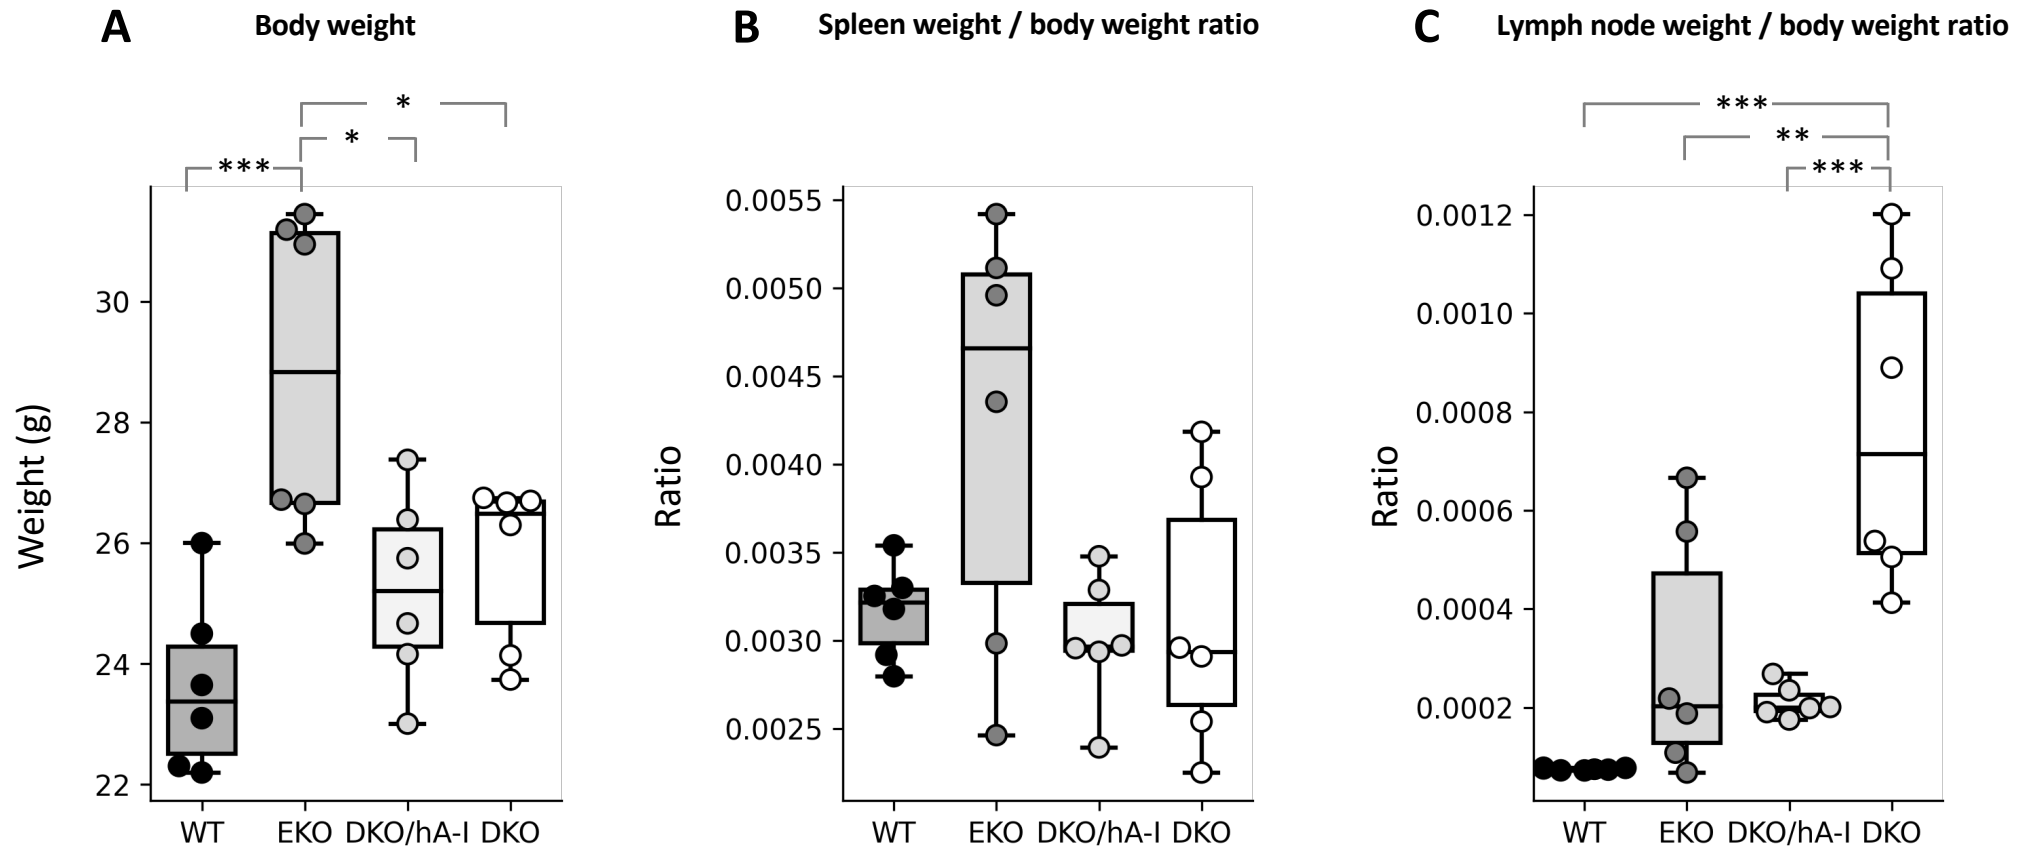 A Body weight
* 
*
***
Weight (g)
30
28
26
24
22
WT EKO DKO/hA-I DKO
B Spleen weight / body weight ratio
Ratio
0.0055
0.0050
0.0045
0.0040
0.0035
0.0030
0.0025
WT EKO DKO/hA-I DKO
C Lymph node weight / body weight ratio
***
**
***
Ratio
0.0012
0.0010
0.0008
0.0006
0.0004
0.0002
WT EKO DKO/hA-I DKO